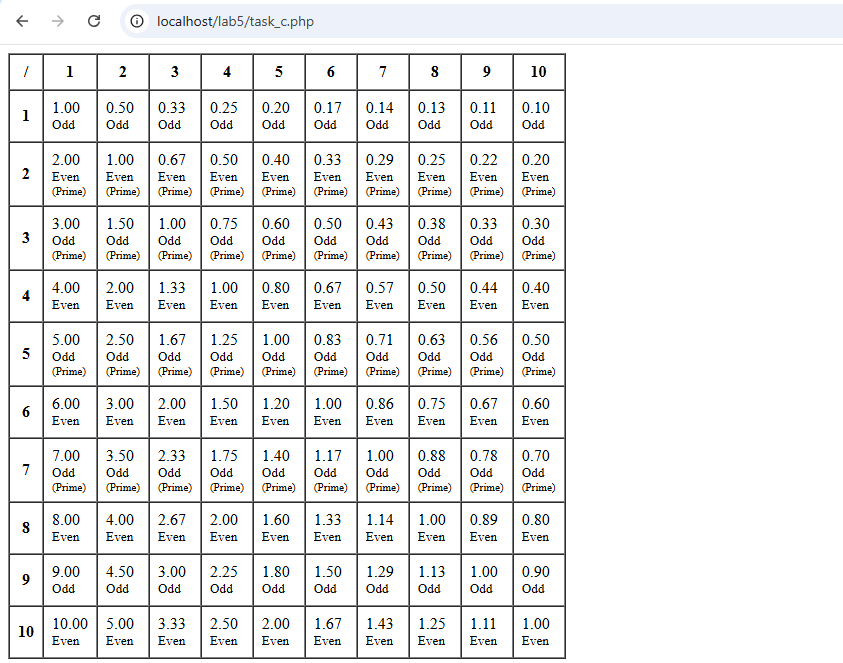 localhost/lab5/task_c.php
/ 1 2 3 4 5 6 7 8 9 10
1 1.00 0.50 0.33 0.25 0.20 0.17 0.14 0.13 0.11 0.10
Odd Odd Odd Odd Odd Odd Odd Odd Odd Odd
2 2.00 1.00 0.67 0.50 0.40 0.33 0.29 0.25 0.22 0.20
Even Even Even Even Even Even Even Even Even Even
(Prime) (Prime) (Prime) (Prime) (Prime) (Prime) (Prime) (Prime) (Prime) (Prime)
3 3.00 1.50 1.00 0.75 0.60 0.50 0.43 0.38 0.33 0.30
Odd Odd Odd Odd Odd Odd Odd Odd Odd Odd
(Prime) (Prime) (Prime) (Prime) (Prime) (Prime) (Prime) (Prime) (Prime) (Prime)
4 4.00 2.00 1.33 1.00 0.80 0.67 0.57 0.50 0.44 0.40
Even Even Even Even Even Even Even Even Even Even
5 5.00 2.50 1.67 1.25 1.00 0.83 0.71 0.63 0.56 0.50
Odd Odd Odd Odd Odd Odd Odd Odd Odd Odd
(Prime) (Prime) (Prime) (Prime) (Prime) (Prime) (Prime) (Prime) (Prime) (Prime)
6 6.00 3.00 2.00 1.50 1.20 1.00 0.86 0.75 0.67 0.60
Even Even Even Even Even Even Even Even Even Even
7 7.00 3.50 2.33 1.75 1.40 1.17 1.00 0.88 0.78 0.70
Odd Odd Odd Odd Odd Odd Odd Odd Odd Odd
(Prime) (Prime) (Prime) (Prime) (Prime) (Prime) (Prime) (Prime) (Prime) (Prime)
8 8.00 4.00 2.67 2.00 1.60 1.33 1.14 1.00 0.89 0.80
Even Even Even Even Even Even Even Even Even Even
9 9.00 4.50 3.00 2.25 1.80 1.50 1.29 1.13 1.00 0.90
Odd Odd Odd Odd Odd Odd Odd Odd Odd Odd
10 10.00 5.00 3.33 2.50 2.00 1.67 1.43 1.25 1.11 1.00
Even Even Even Even Even Even Even Even Even Even